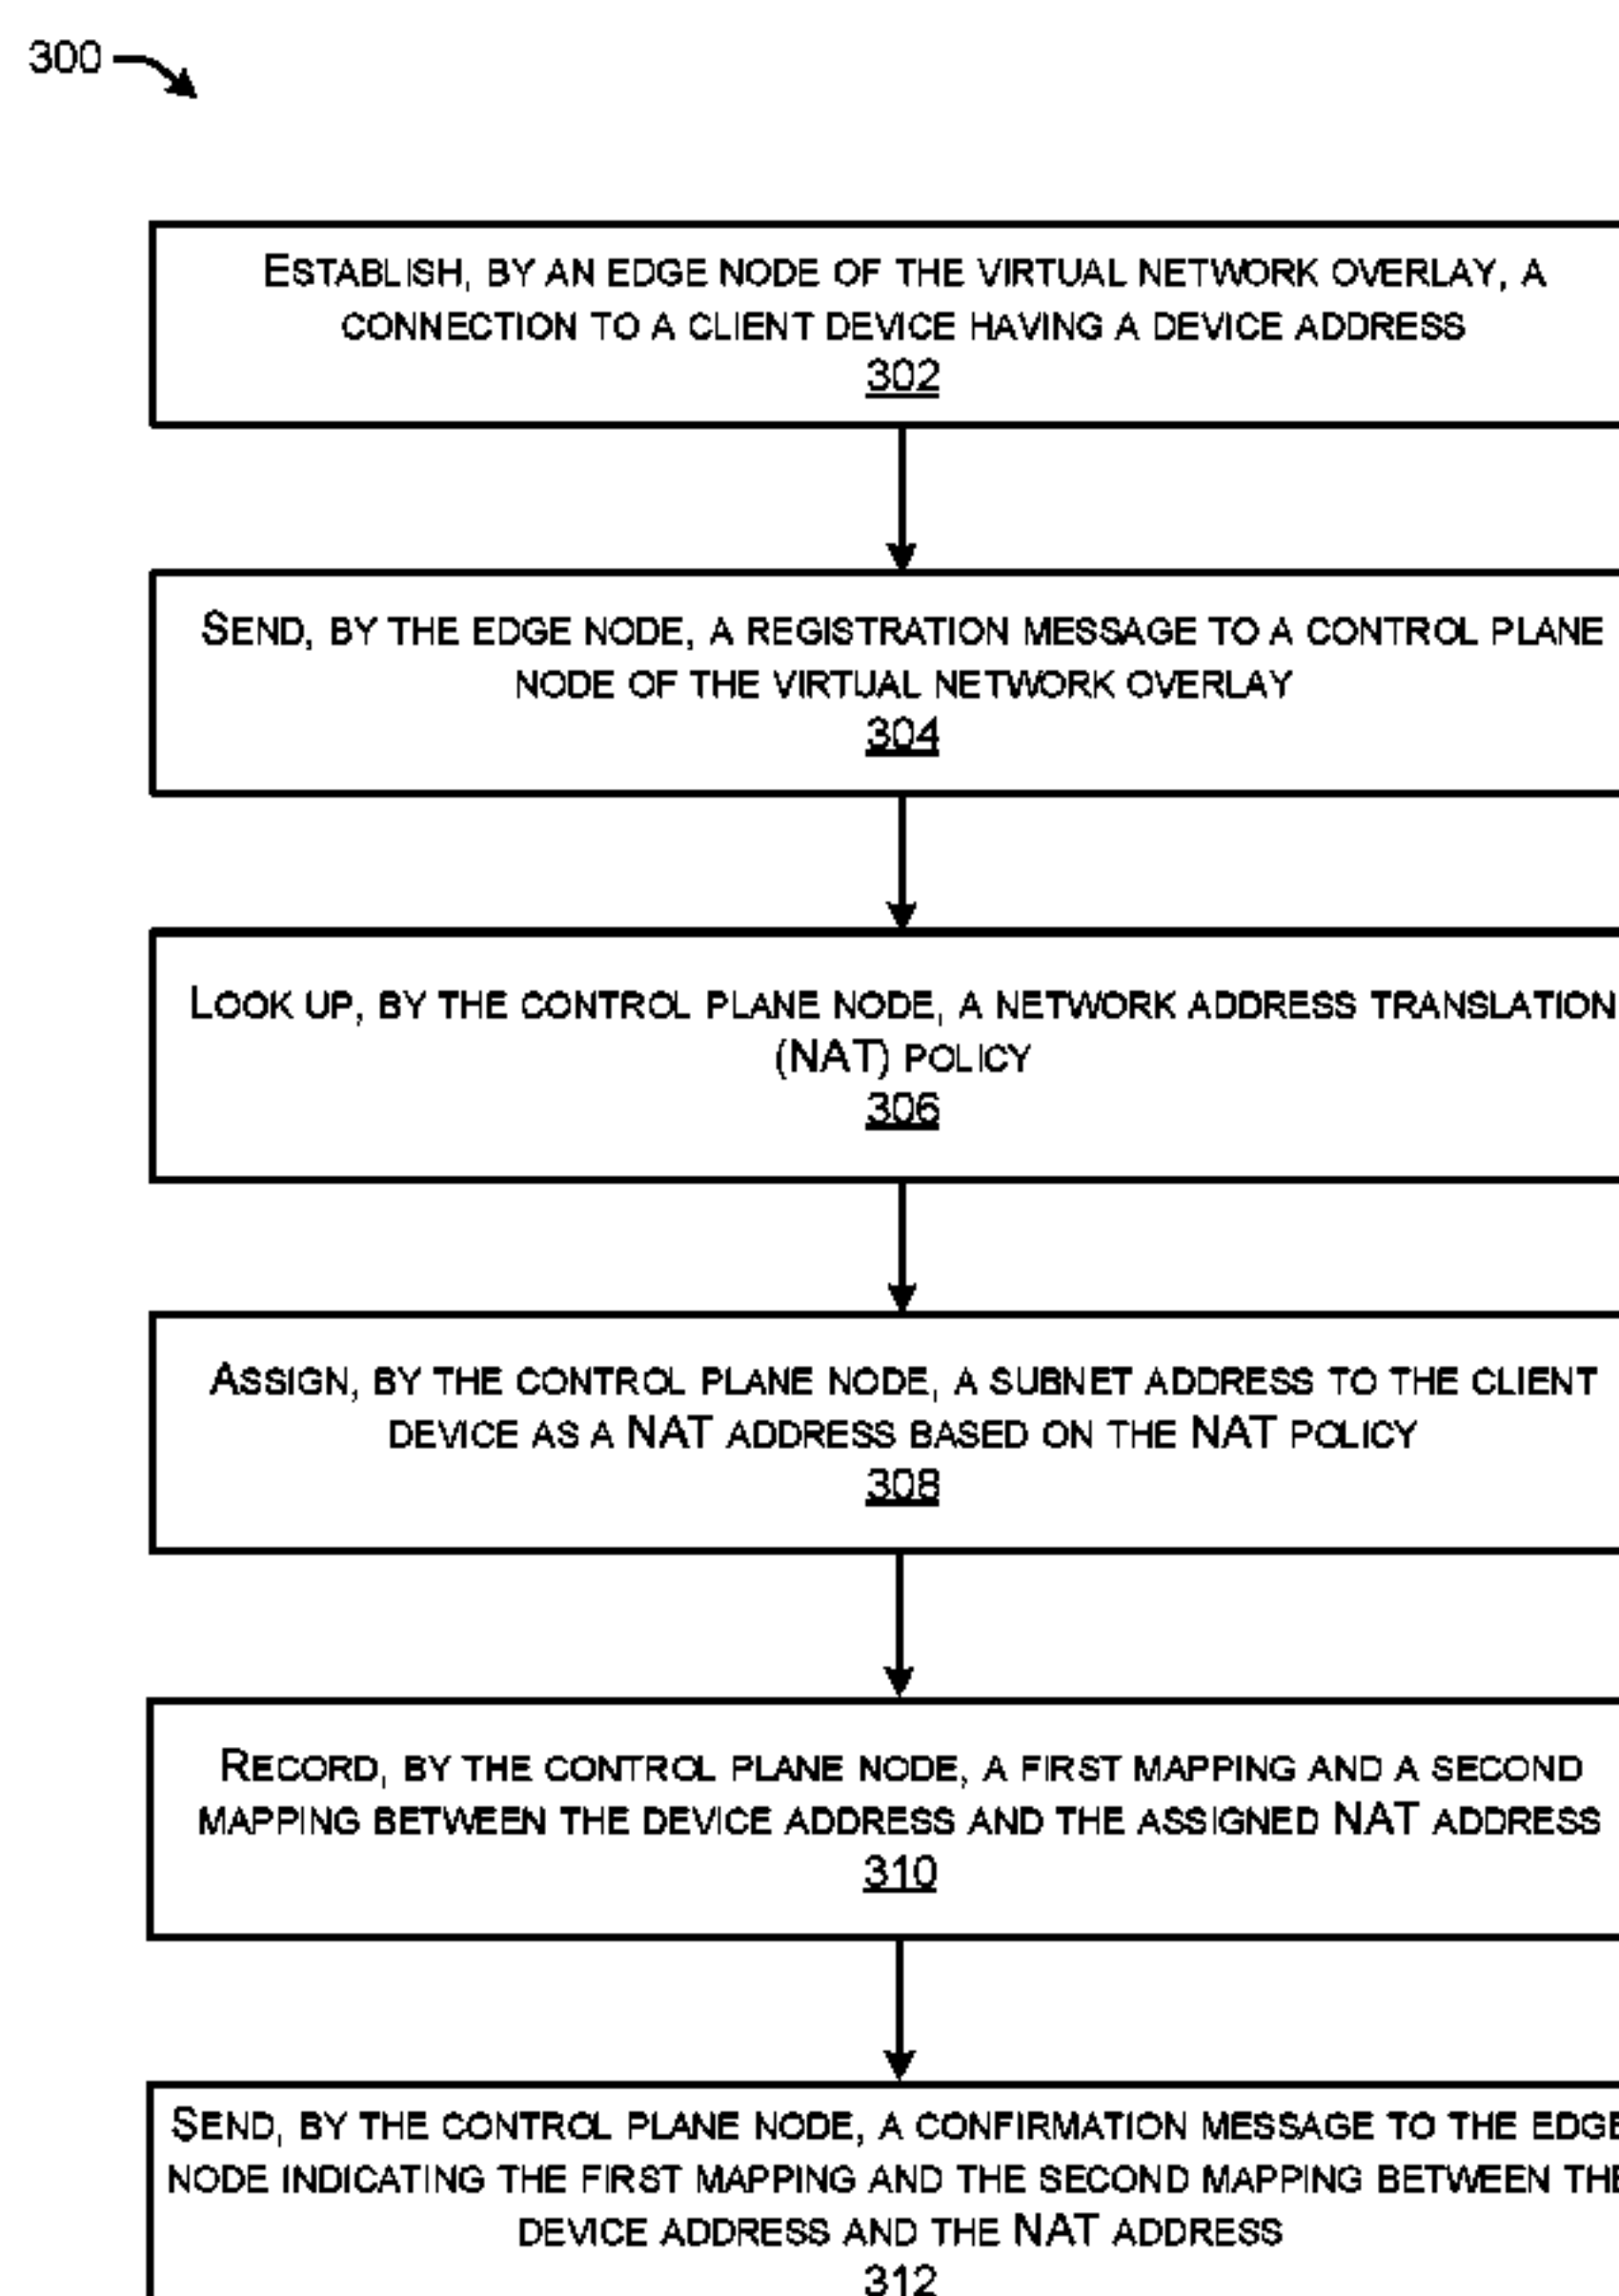 300
ESTABLISH, BY AN EDGE NODE OF THE VIRTUAL NETWORK OVERLAY, A
CONNECTION TO A CLIENT DEVICE HAVING A DEVICE ADDRESS
302
SEND, BY THE EDGE NODE, A REGISTRATION MESSAGE TO A CONTROL PLANE
NODE OF THE VIRTUAL NETWORK OVERLAY
304
LOOK UP, BY THE CONTROL PLANE NODE, A NETWORK ADDRESS TRANSLATION
(NAT) POLICY
306
ASSIGN, BY THE CONTROL PLANE NODE, A SUBNET ADDRESS TO THE CLIENT
DEVICE AS A NAT ADDRESS BASED ON THE NAT POLICY
308
RECORD, BY THE CONTROL PLANE NODE, A FIRST MAPPING AND A SECOND
MAPPING BETWEEN THE DEVICE ADDRESS AND THE ASSIGNED NAT ADDRESS
310
SEND, BY THE CONTROL PLANE NODE, A CONFIRMATION MESSAGE TO THE EDGE
NODE INDICATING THE FIRST MAPPING AND THE SECOND MAPPING BETWEEN THE
DEVICE ADDRESS AND THE NAT ADDRESS
312